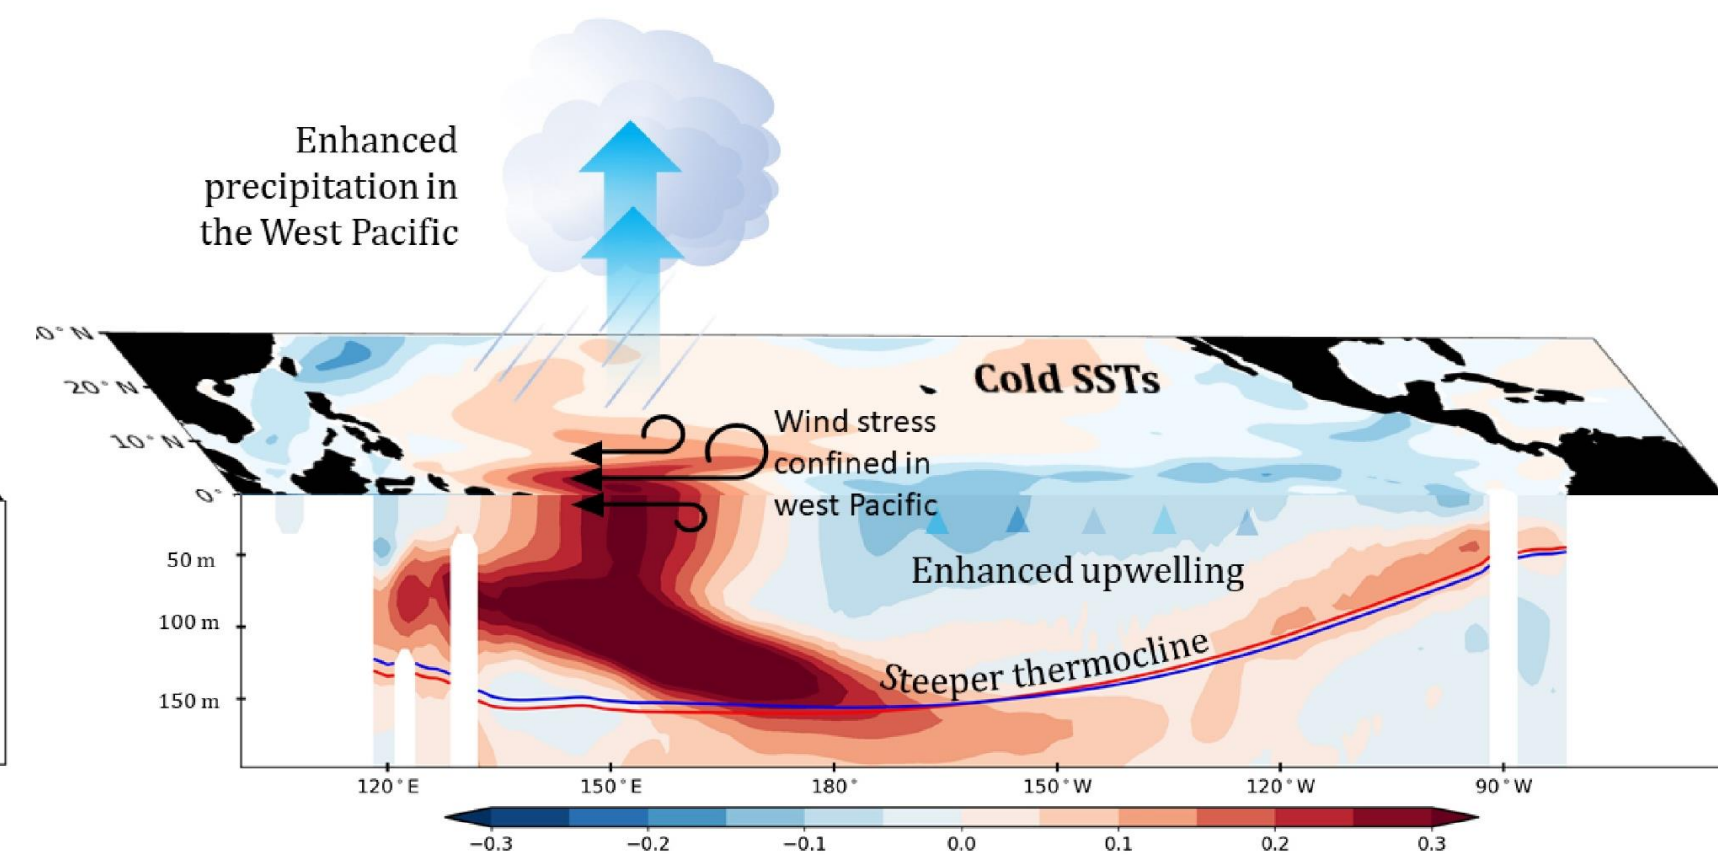 Enhanced
precipitation in
the West Pacific
0°N
20°N
10°N
0°
Cold SSTs
Wind stress
confined in
west Pacific
Enhanced upwelling
Steeper thermocline
50 m
100 m
150 m
120°E 150°E 180° 150°W 120°W 90°W
−0.3 −0.2 −0.1 0.0 0.1 0.2 0.3